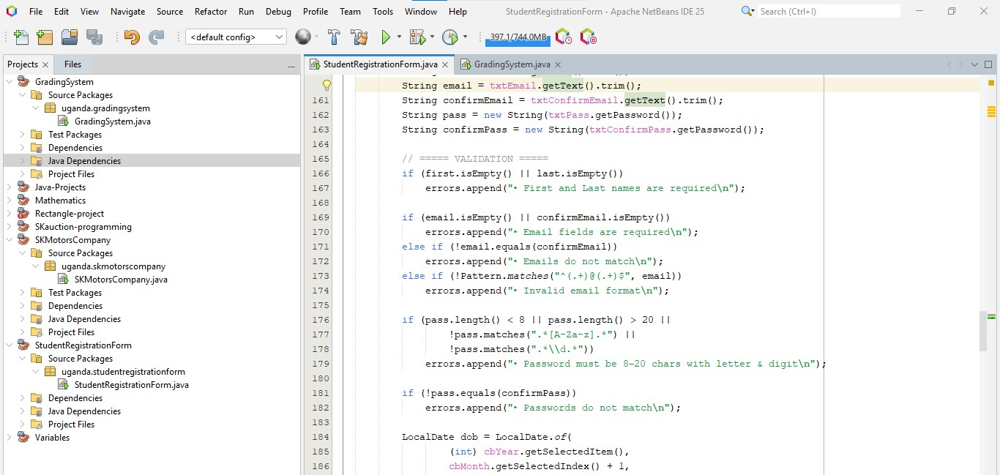 File Edit View Navigate Source Refactor Run Debug Profile Team Tools Window Help
StudentRegistrationForm - Apache NetBeans IDE 25
Search (Ctrl+I)
<default config>
397.1/744.0MB
Projects
Files
StudentRegistrationForm.java
GradingSystem.java
GradingSystem
Source Packages
uganda.gradingsystem
GradingSystem.java
Test Packages
Dependencies
Java Dependencies
Project Files
Java-Projects
Mathematics
Rectangle-project
SKauction-programming
SKMotorsCompany
Source Packages
uganda.skmotorscompany
SKMotorsCompany.java
Test Packages
Dependencies
Java Dependencies
Project Files
StudentRegistrationForm
Source Packages
uganda.studentregistrationform
StudentRegistrationForm.java
Dependencies
Java Dependencies
Project Files
Variables
String email = txtEmail.getText().trim();
161 String confirmEmail = txtConfirmEmail.getText().trim();
162 String pass = new String(txtPass.getPassword());
163 String confirmPass = new String(txtConfirmPass.getPassword());
164
165 // ===== VALIDATION =====
166 if (first.isEmpty() || last.isEmpty())
167 errors.append("• First and Last names are required\n");
168
169 if (email.isEmpty() || confirmEmail.isEmpty())
170 errors.append("• Email fields are required\n");
171 else if (!email.equals(confirmEmail))
172 errors.append("• Emails do not match\n");
173 else if (!Pattern.matches("^(.+)@(.+)$", email))
174 errors.append("• Invalid email format\n");
175
176 if (pass.length() < 8 || pass.length() > 20 ||
177 !pass.matches(".*[A-Za-z].*") ||
178 !pass.matches(".*\\d.*"))
179 errors.append("• Password must be 8–20 chars with letter & digit\n");
180
181 if (!pass.equals(confirmPass))
182 errors.append("• Passwords do not match\n");
183
184 LocalDate dob = LocalDate.of(
185 (int) cbYear.getSelectedItem(),
186 cbMonth.getSelectedIndex() + 1,